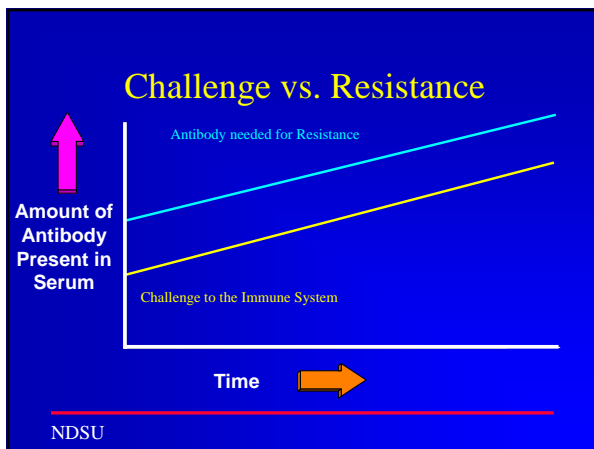 Challenge vs. Resistance
Antibody needed for Resistance
Amount of
Antibody
Present in
Serum
Challenge to the Immune System
Time
NDSU